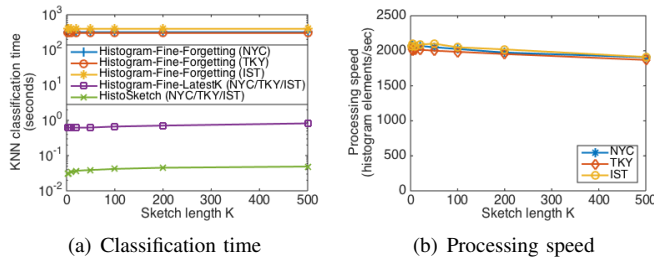 KNN classification time
(seconds)
10^2
10^1
10^0
10^-1
10^-2
Histogram-Fine-Forgetting (NYC)
Histogram-Fine-Forgetting (TKY)
Histogram-Fine-Forgetting (IST)
Histogram-Fine-LatestK (NYC/TKY/IST)
HistoSketch (NYC/TKY/IST)
0 100 200 300 400 500
Sketch length K
(a) Classification time
Processing speed
(histogram elements/sec)
2500
2000
1500
1000
500
0
NYC
TKY
IST
0 100 200 300 400 500
Sketch length K
(b) Processing speed